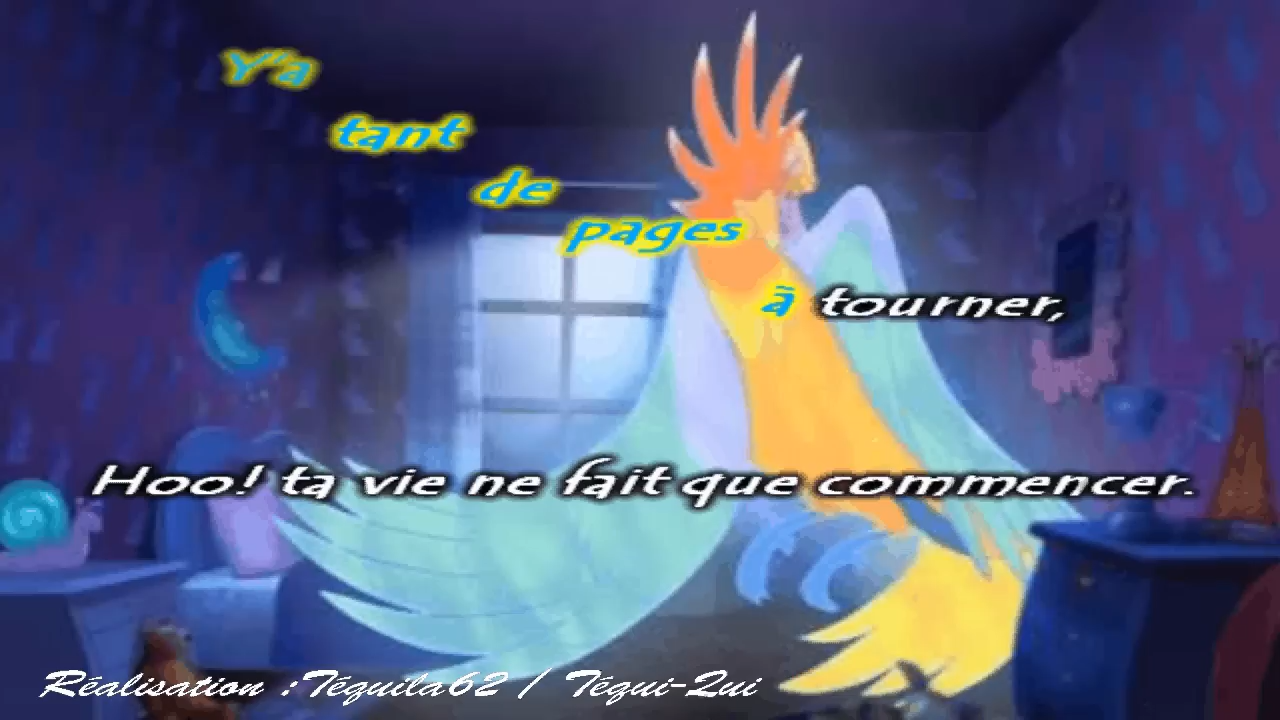 Y'a tant de pages ã tourner,
Hoo! ta vie ne fait que commencer.
Réalisation : Téquila62 / Téqui-Qui